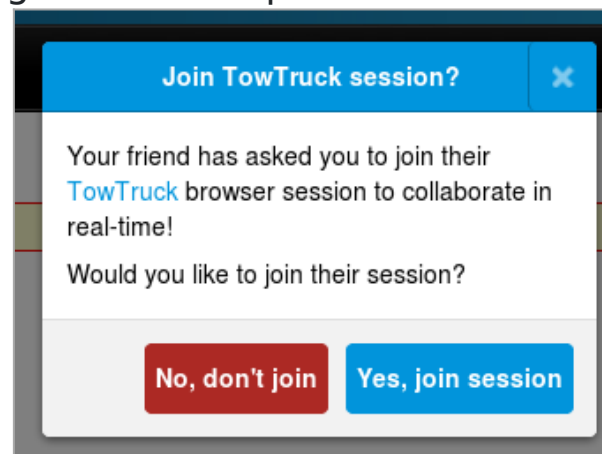 Join TowTruck session?
Your friend has asked you to join their
TowTruck browser session to collaborate in
real-time!
Would you like to join their session?
No, don't join
Yes, join session